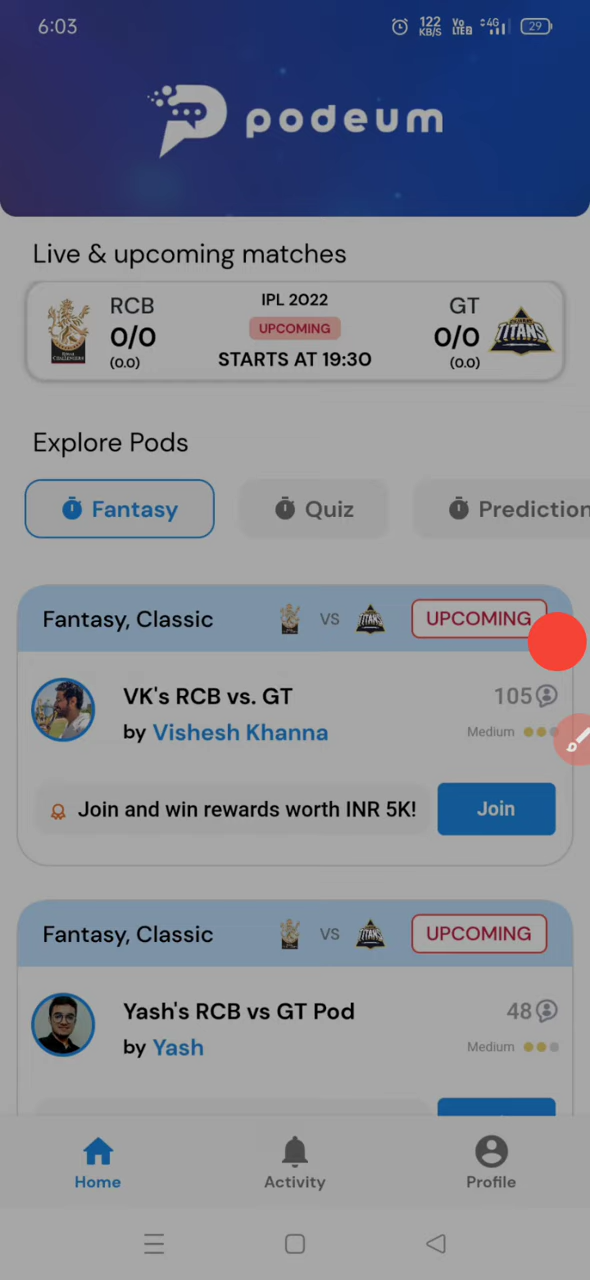 6:03
122 KB/S Vo LTE 2 4G 29
podeum
Live & upcoming matches
RCB IPL 2022 GT
0/0 UPCOMING 0/0 TITANS
(0.0) STARTS AT 19:30 (0.0)
Explore Pods
Fantasy Quiz Prediction
Fantasy, Classic VS UPCOMING
VK's RCB vs. GT 105
by Vishesh Khanna Medium
Join and win rewards worth INR 5K! Join
Fantasy, Classic VS UPCOMING
Yash's RCB vs GT Pod 48
by Yash Medium
Home Activity Profile